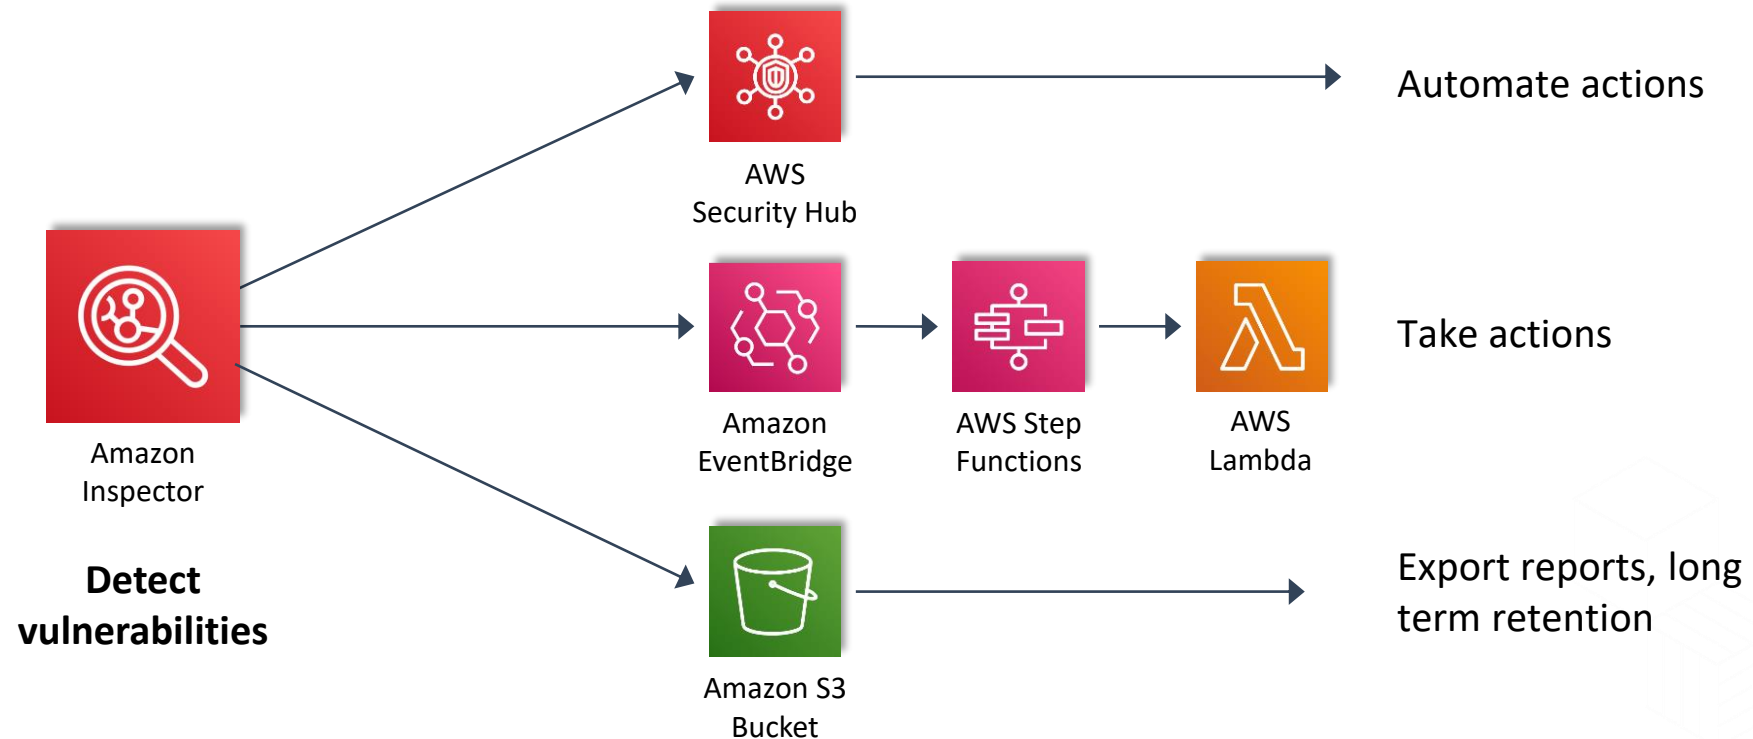 AWS
Security Hub
Automate actions
Amazon
Inspector
Detect
vulnerabilities
Amazon
EventBridge
AWS Step
Functions
AWS
Lambda
Take actions
Amazon S3
Bucket
Export reports, long
term retention